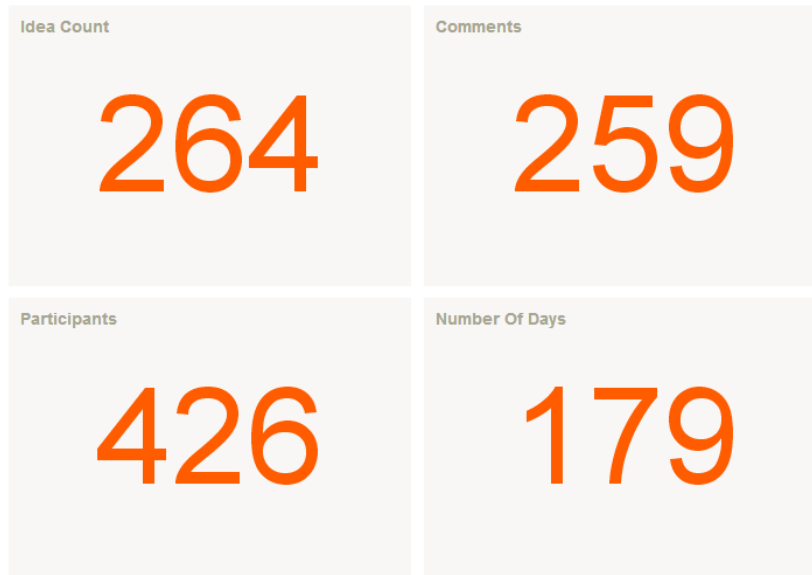 Idea Count
264
Comments
259
Participants
426
Number Of Days
179